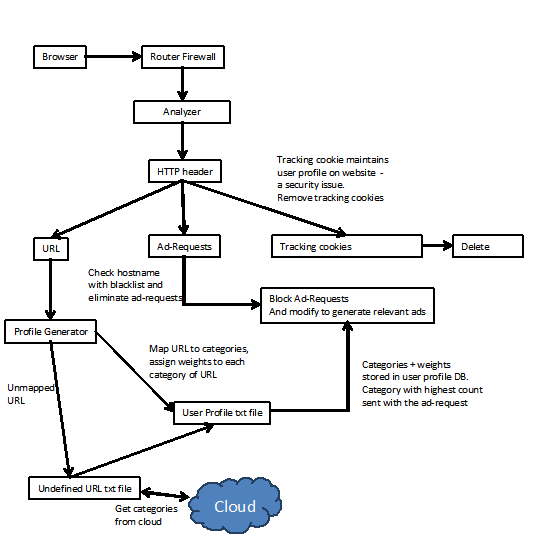 Browser
Router Firewall
Analyzer
HTTP header
Tracking cookie maintains
user profile on website -
a security issue.
Remove tracking cookies
URL
Ad-Requests
Tracking cookies
Delete
Check hostname
with blacklist and
eliminate ad-requests
Block Ad-Requests
And modify to generate relevant ads
Profile Generator
Map URL to categories,
assign weights to each
category of URL
Categories + weights
stored in user profile DB.
Category with highest count
sent with the ad-request
Unmapped
URL
User Profile txt file
Undefined URL txt file
Cloud
Get categories
from cloud